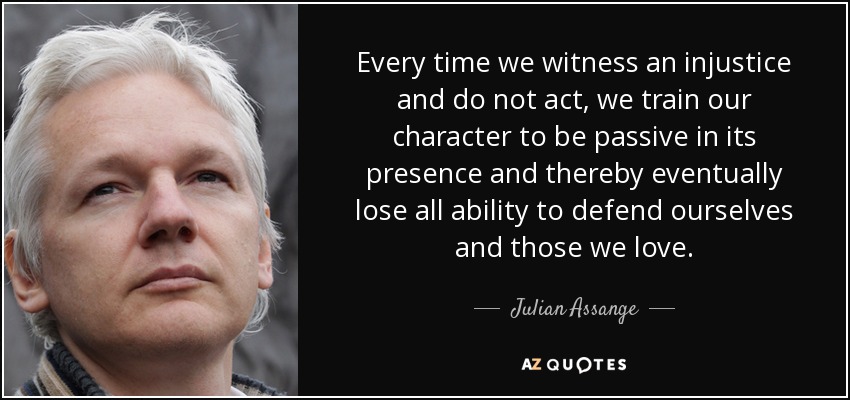 Every time we witness an injustice
and do not act, we train our
character to be passive in its
presence and thereby eventually
lose all ability to defend ourselves
and those we love.
Julian Assange
AZ QUOTES